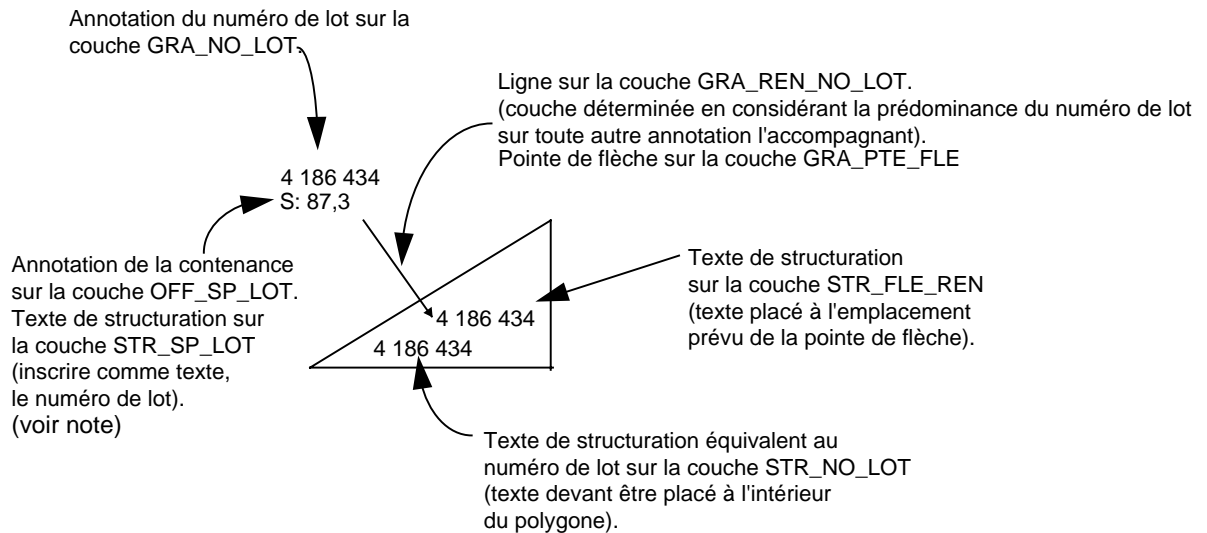 Annotation du numéro de lot sur la
couche GRA_NO_LOT.
Ligne sur la couche GRA_REN_NO_LOT.
(couche déterminée en considérant la prédominance du numéro de lot
sur toute autre annotation l'accompagnant).
Pointe de flèche sur la couche GRA_PTE_FLE
4 186 434
S: 87,3
Annotation de la contenance
sur la couche OFF_SP_LOT.
Texte de structuration sur
la couche STR_SP_LOT
(inscrire comme texte,
le numéro de lot).
(voir note)
Texte de structuration
sur la couche STR_FLE_REN
(texte placé à l'emplacement
prévu de la pointe de flèche).
4 186 434
4 186 434
Texte de structuration équivalent au
numéro de lot sur la couche STR_NO_LOT
(texte devant être placé à l'intérieur
du polygone).